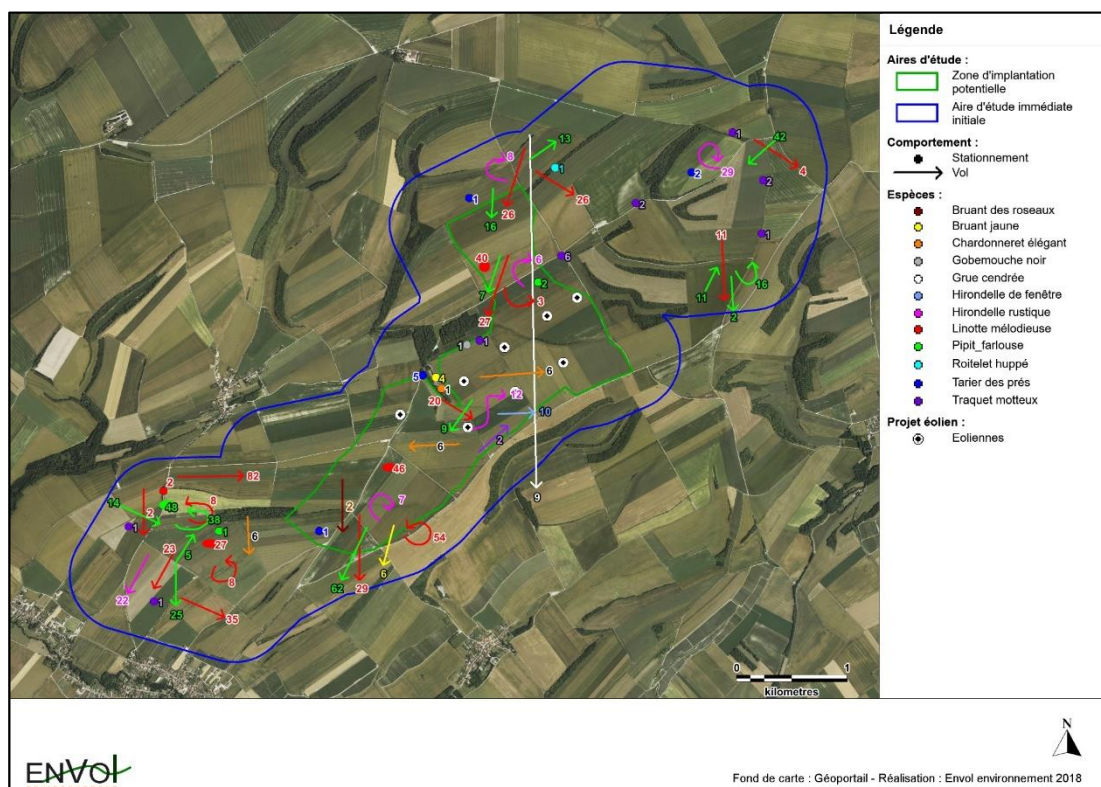 Légende
Aires d'étude :
Zone d'implantation
potentielle
Aire d'étude immédiate
initiale
Comportement :
Stationnement
Vol
Espèces :
Bruant des roseaux
Bruant jaune
Chardonneret élégant
Gobemouche noir
Grue cendrée
Hirondelle de fenêtre
Hirondelle rustique
Linotte mélodieuse
Pipit_farlouse
Roitelet huppé
Tarier des prés
Traquet motteux
Projet éolien :
Eoliennes
13
42
1
8
1
4
29
2
2
1
26
26
2
16
1
11
40
6
6
2
16
7
3
11
2
27
1
1
5
4
1
6
20
12
9
10
2
6
46
9
2
82
14
48
8
2
7
38
2
1
1
1
6
23
27
54
5
8
6
22
62
29
1
25
35
0
1
kilometres
N
ENVOL
Fond de carte : Géoportail - Réalisation : Envol environnement 2018